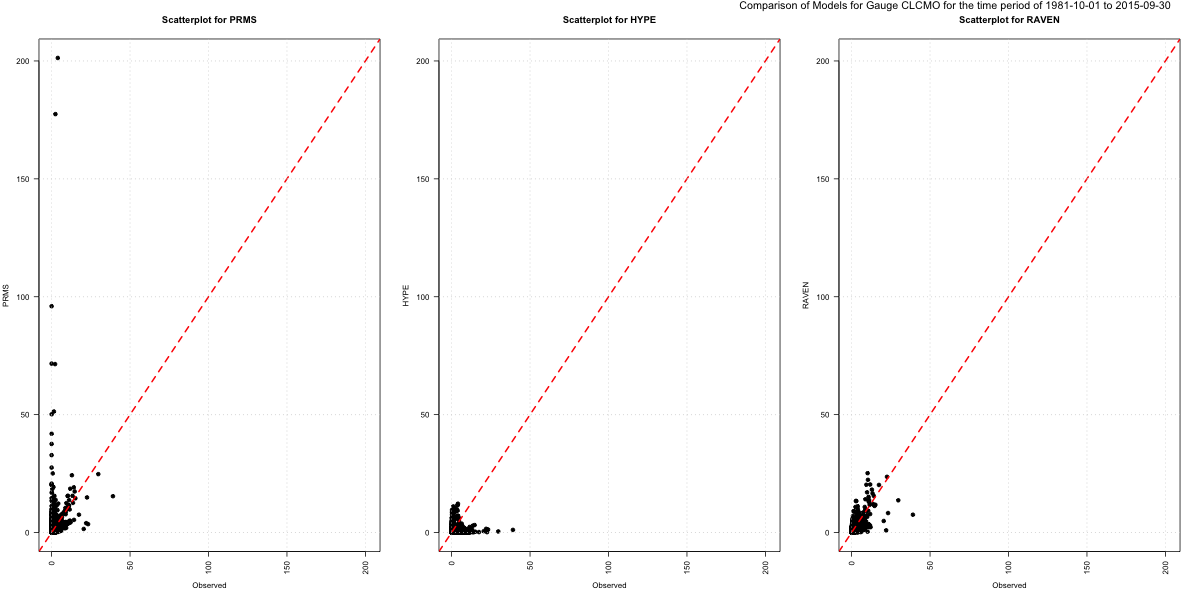 Comparison of Models for Gauge CLCMO for the time period of 1981-10-01 to 2015-09-30
Scatterplot for PRMS
PRMS
200
150
100
50
0
0 50 100 150 200
Observed
Scatterplot for HYPE
HYPE
200
150
100
50
0
0 50 100 150 200
Observed
Scatterplot for RAVEN
RAVEN
200
150
100
50
0
0 50 100 150 200
Observed